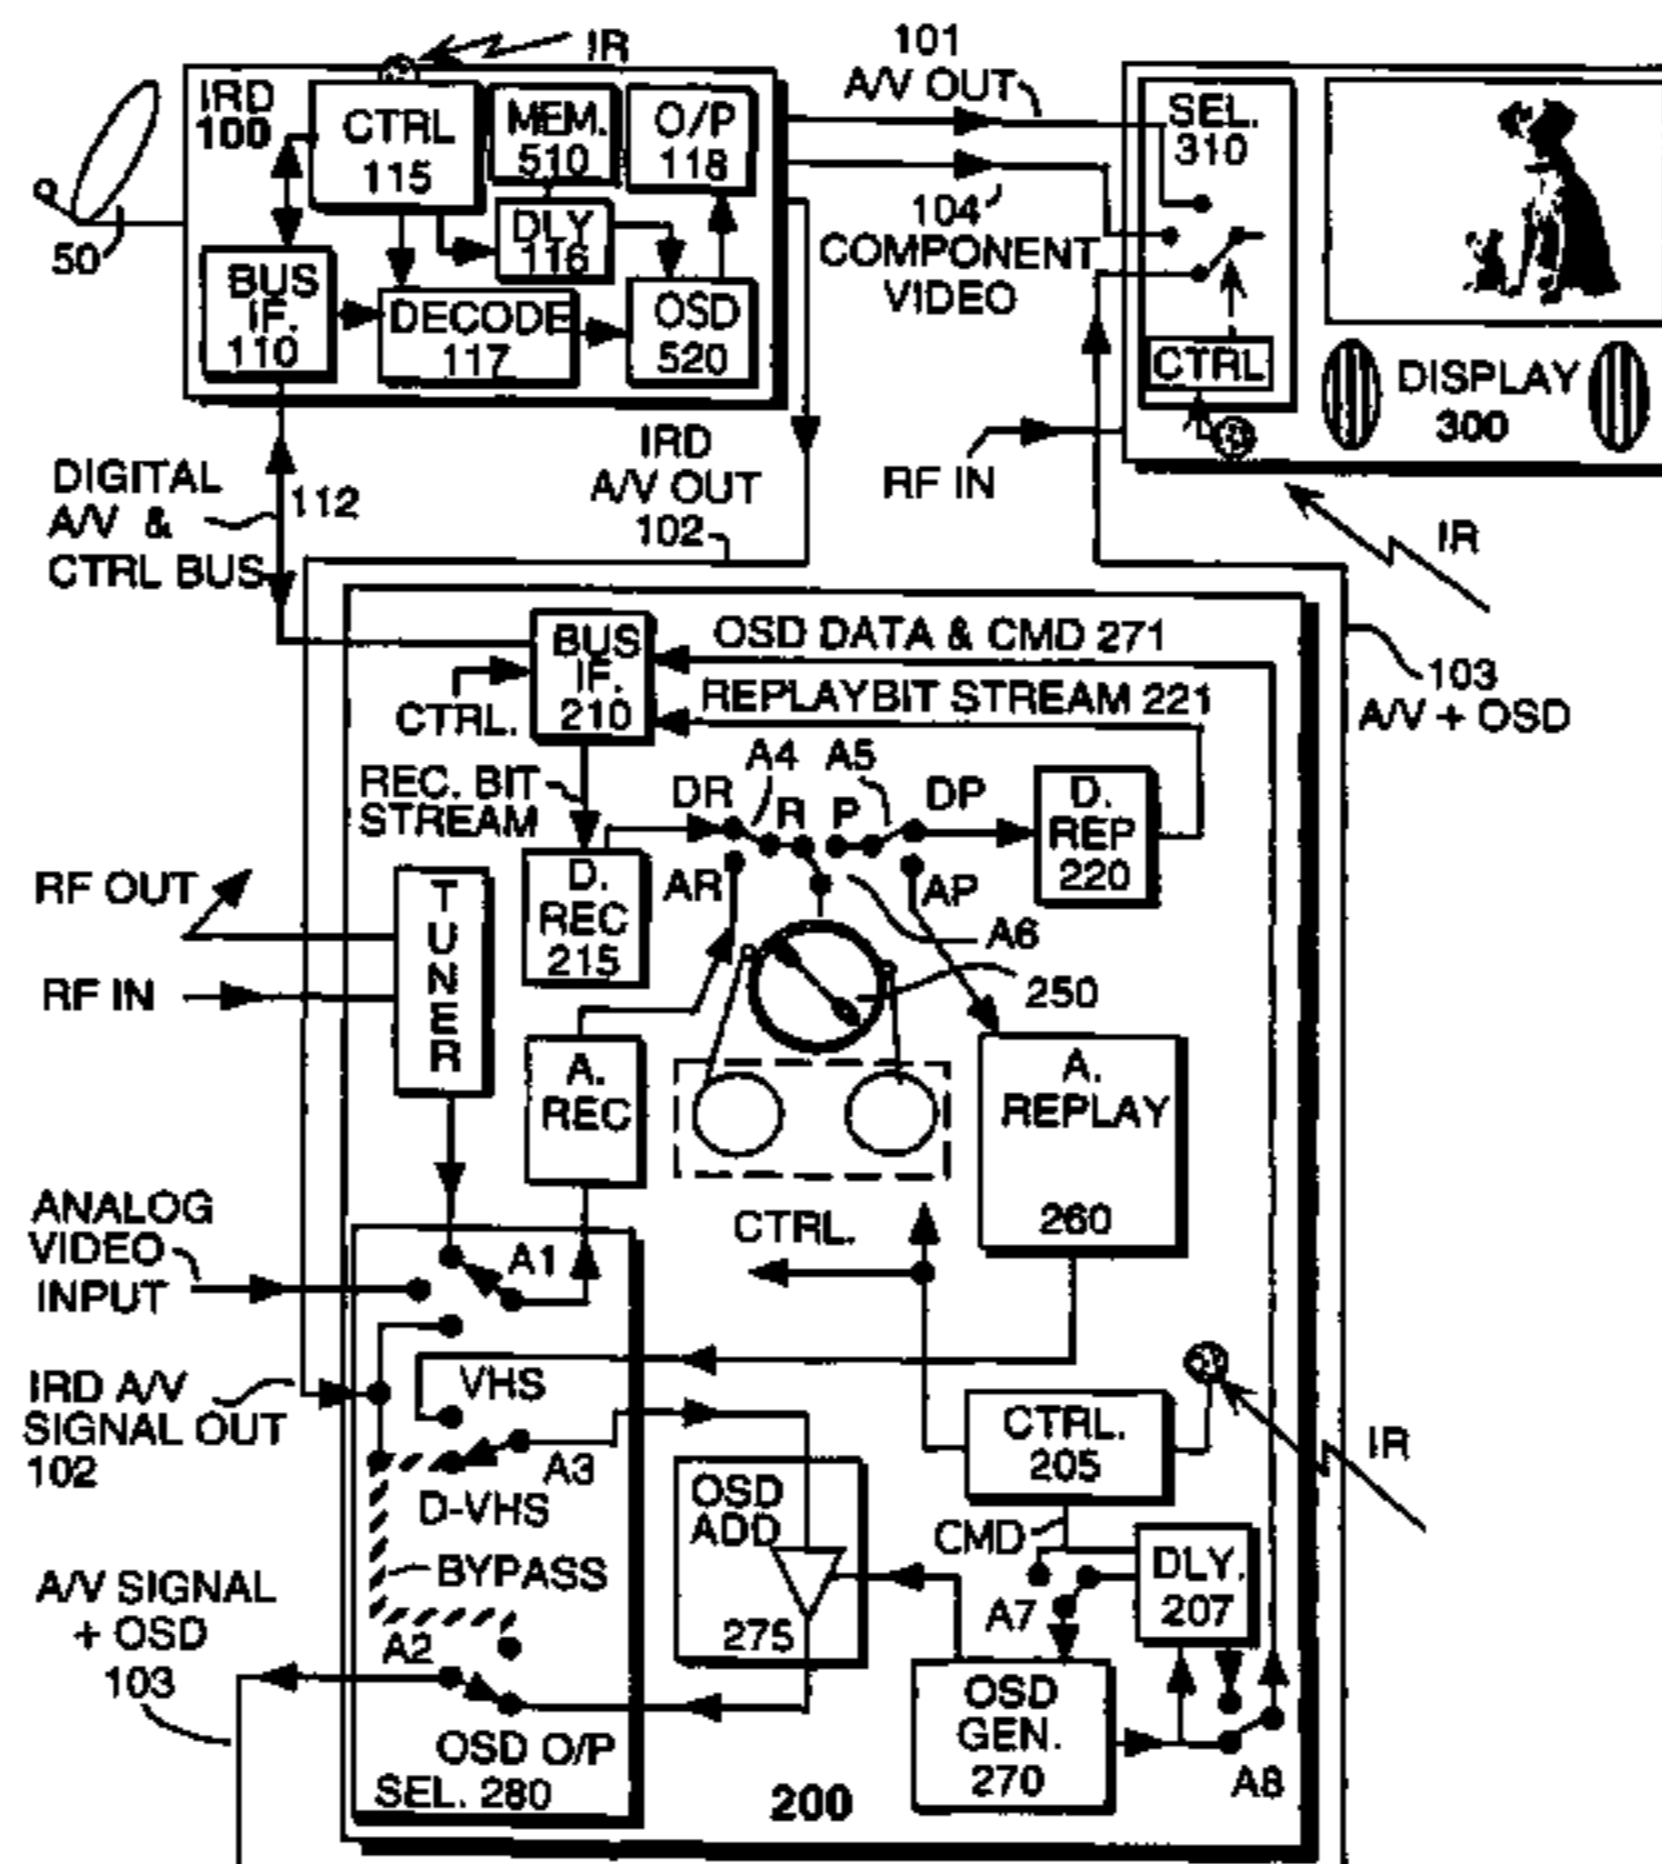 IR
101
A/V OUT
IRD
100
CTRL
115
MEM.
510
O/P
118
SEL.
310
50
DLY
116
104
COMPONENT
VIDEO
BUS
IF.
110
DECODE
117
OSD
520
CTRL
DISPLAY
300
IRD
A/V OUT
102
RF IN
DIGITAL
A/V &
CTRL BUS
112
IR
BUS
IF.
210
OSD DATA & CMD 271
103
A/V + OSD
CTRL.
REPLAYBIT STREAM 221
REC. BIT
STREAM
A4
A5
DR
R
P
DP
D.
REP
220
RF OUT
TUNER
D.
REC
215
AR
AP
A6
RF IN
250
A.
REC
A.
REPLAY
260
ANALOG
VIDEO
INPUT
A1
CTRL.
IRD A/V
SIGNAL OUT
102
VHS
A3
D-VHS
CTRL.
205
IR
OSD
ADD
275
CMD
DLY.
207
A/V SIGNAL
+ OSD
103
BYPASS
A2
A7
OSD
GEN.
270
OSD O/P
SEL. 280
200
A8